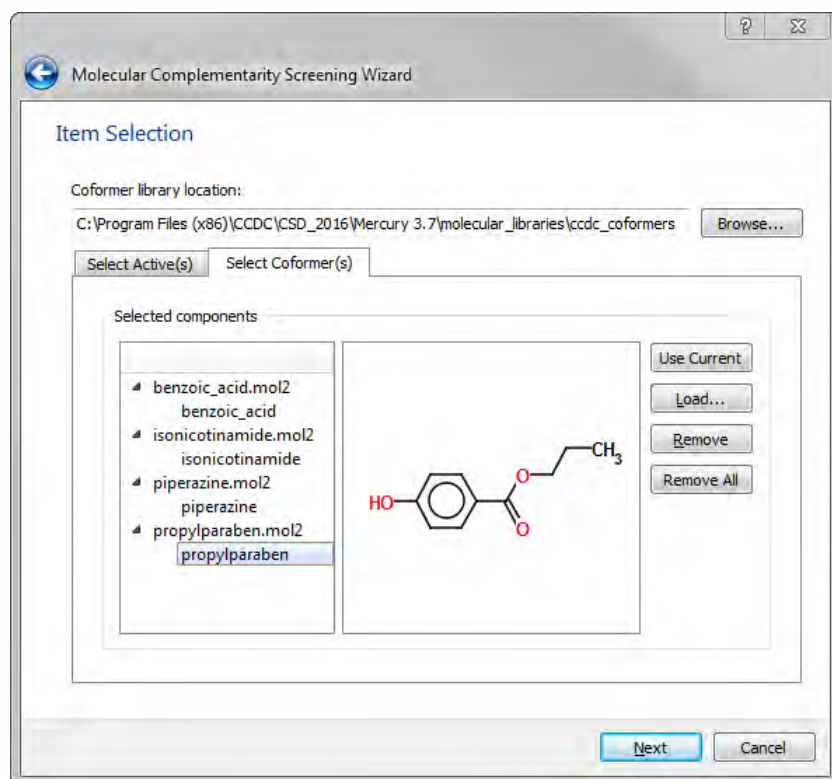 ?
Molecular Complementarity Screening Wizard
Item Selection
Coformer library location:
C:\Program Files (x86)\CCDC\CSD_2016\Mercury 3.7\molecular_libraries\ccdc_coformers Browse...
Select Active(s) Select Coformer(s)
Selected components
Use Current
benzoic_acid.mol2
benzoic_acid
Load...
isonicotinamide.mol2
isonicotinamide
Remove
piperazine.mol2
piperazine
Remove All
propylparaben.mol2
propylparaben
CH3
O
HO
O
Next Cancel